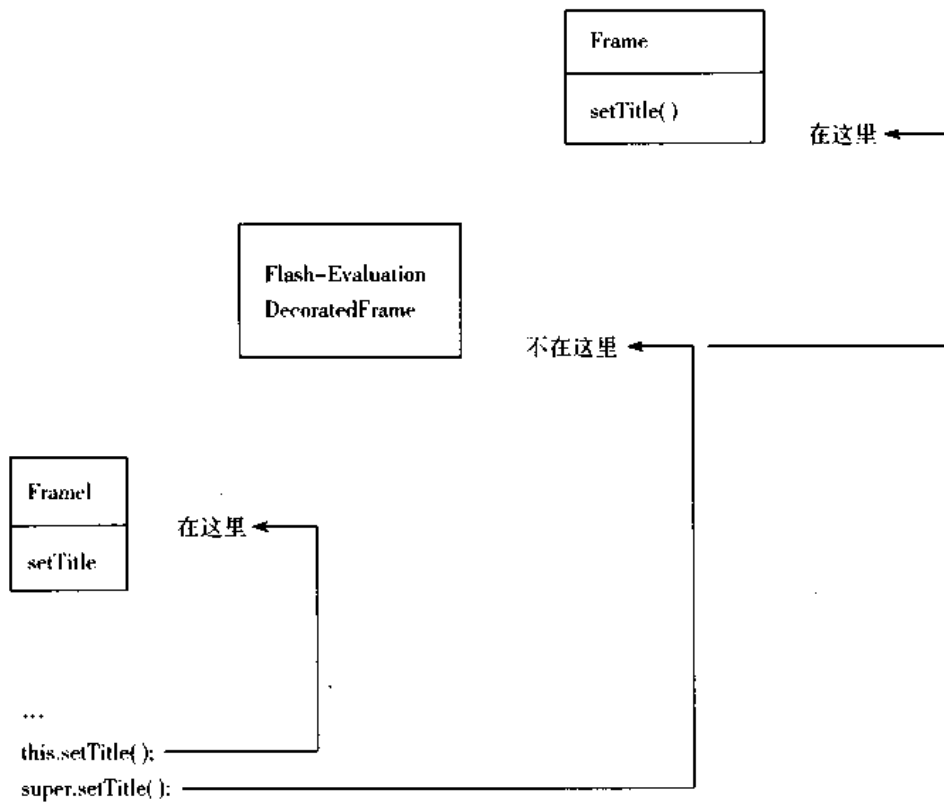 Frame
setTitle( )
在这里
Flash-Evaluation
DecoratedFrame
不在这里
Frame1
在这里
setTitle
...
this.setTitle( );
super.setTitle( );